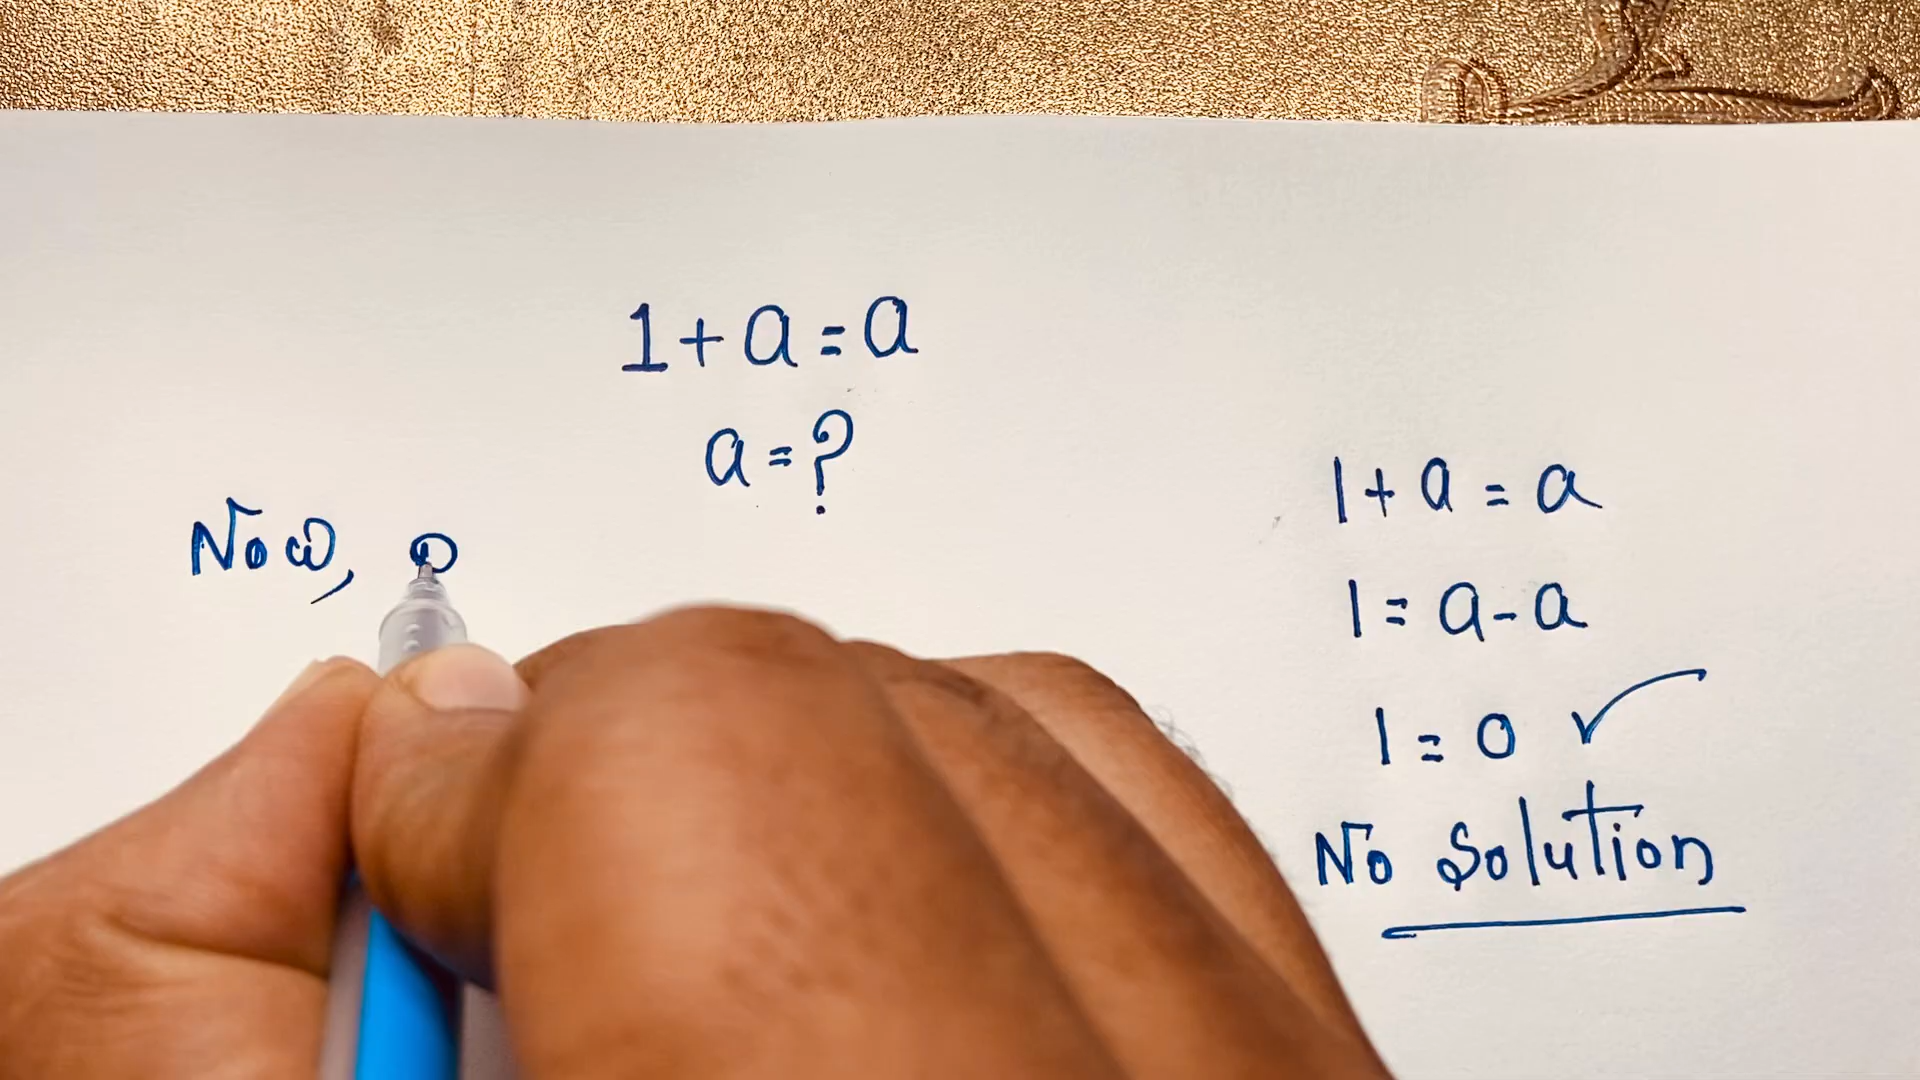 1+a=a
a=?
Now,
1+a=a
1=a-a
1=0 ✓
No Solution